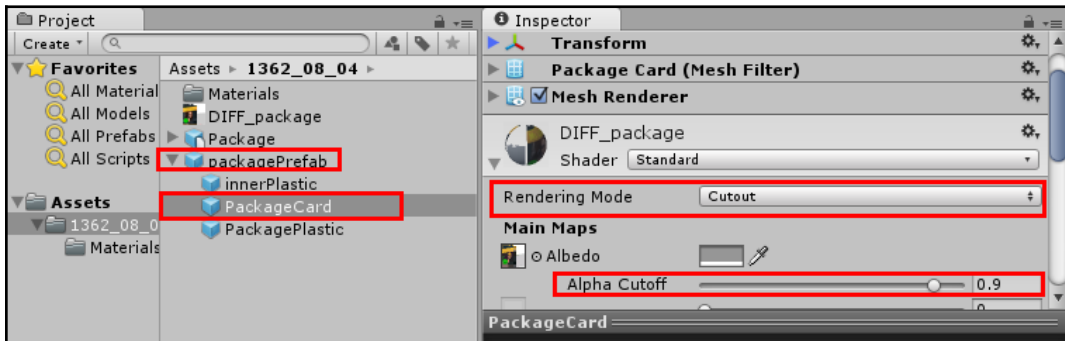 Project
Create
Favorites
All Material
All Models
All Prefabs
All Scripts
Assets
1362_08_0
Materials
Assets 1362_08_04
Materials
DIFF_package
Package
packagePrefab
innerPlastic
PackageCard
PackagePlastic
Inspector
Transform
Package Card (Mesh Filter)
Mesh Renderer
DIFF_package
Shader Standard
Rendering Mode Cutout
Main Maps
Albedo
Alpha Cutoff 0.9
PackageCard